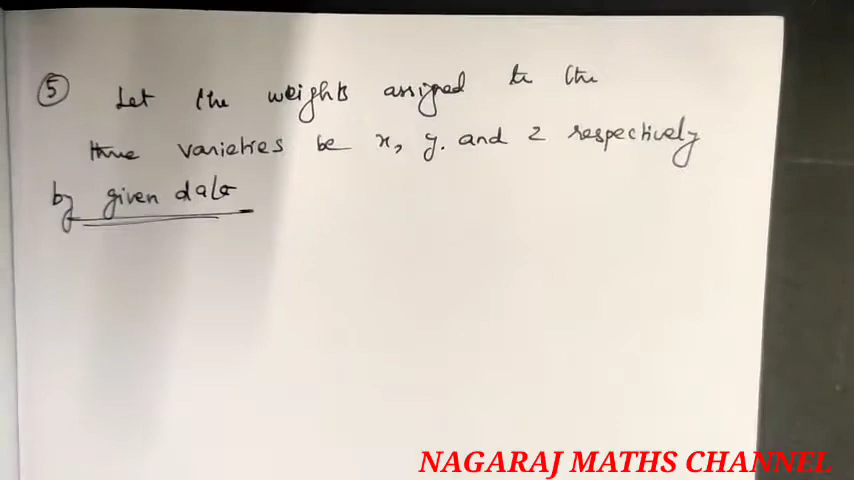 ⑤ Let the weights assigned to the
three varieties be x, y. and z respectively
by given data
NAGARAJ MATHS CHANNEL